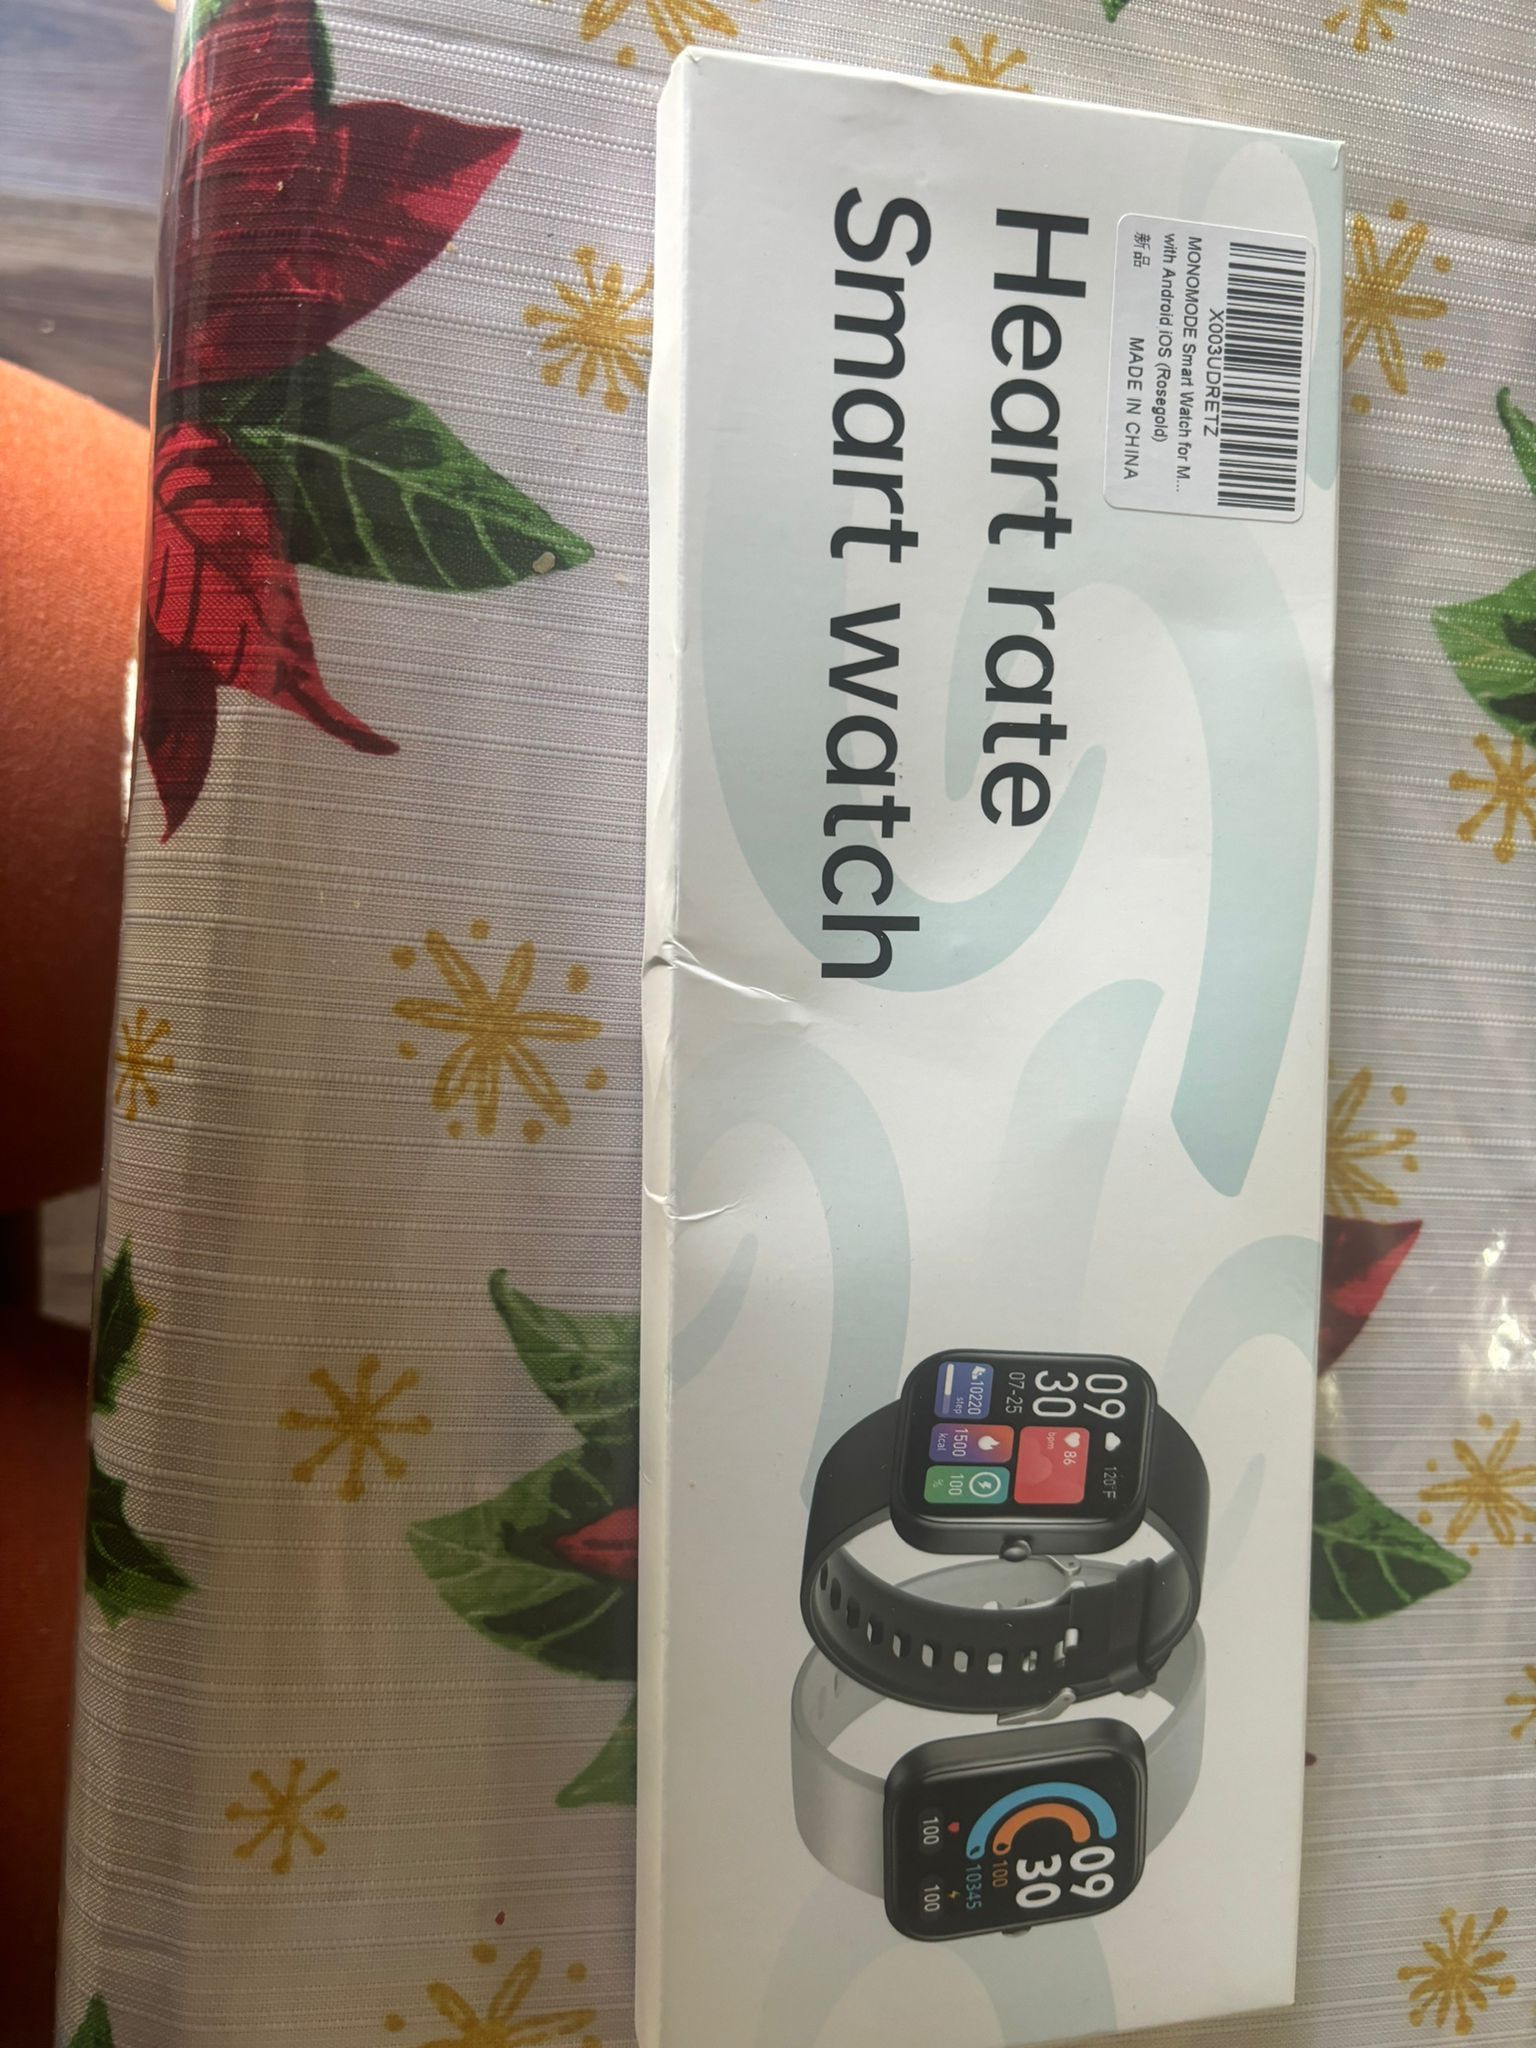 X003UDRETZ
MONOMODE Smart Watch for M...
with Android iOS (Rosegold)
新品 MADE IN CHINA
Heart rate
Smart watch
09
30
07-25
120°F
86
bpm
10220
step
1500
kcal
100
%
09
30
100
10345
100
100